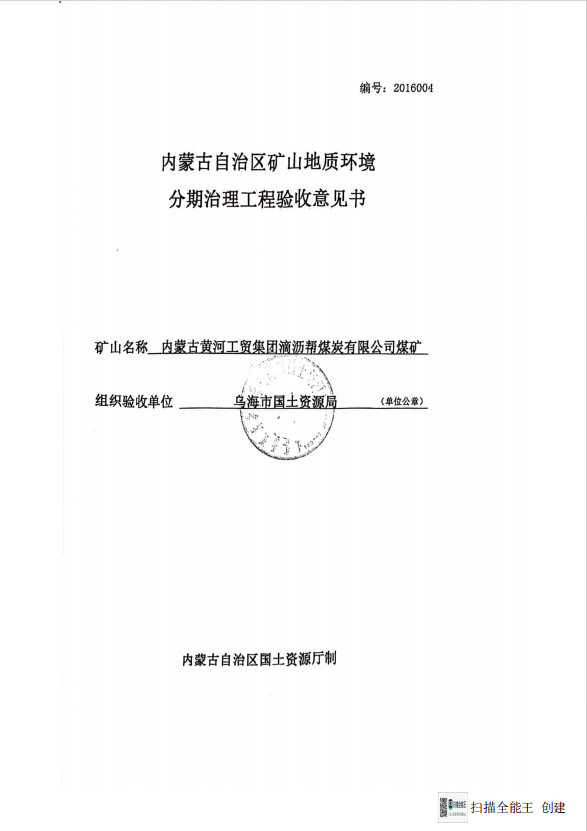 编号：2016004
内蒙古自治区矿山地质环境
分期治理工程验收意见书
矿山名称 内蒙古黄河工贸集团滴沥帮煤炭有限公司煤矿
组织验收单位 乌海市国土资源局 （单位公章）
内蒙古自治区国土资源厅制
扫描全能王 创建